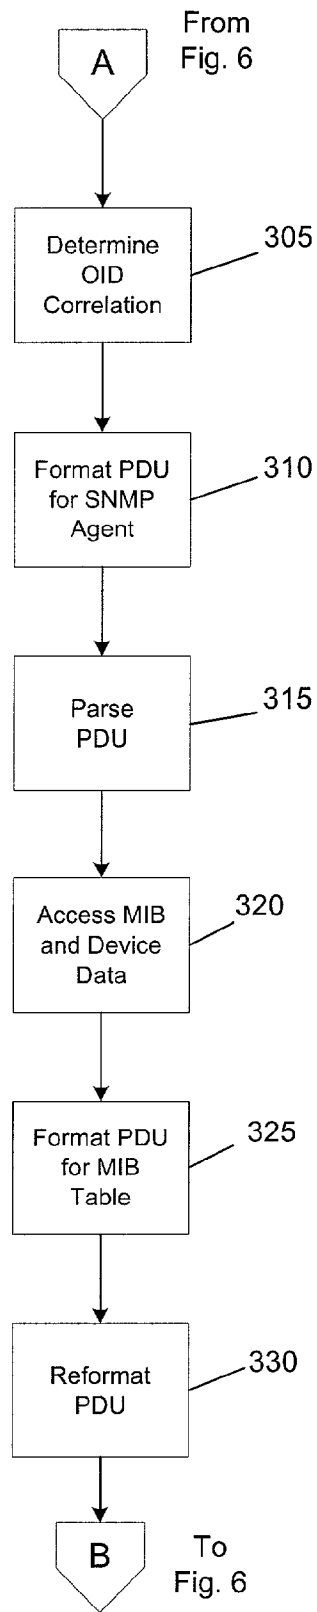 From
Fig. 6
A
Determine
OID
Correlation
305
Format PDU
for SNMP
Agent
310
Parse
PDU
315
Access MIB
and Device
Data
320
Format PDU
for MIB
Table
325
Reformat
PDU
330
B
To
Fig. 6